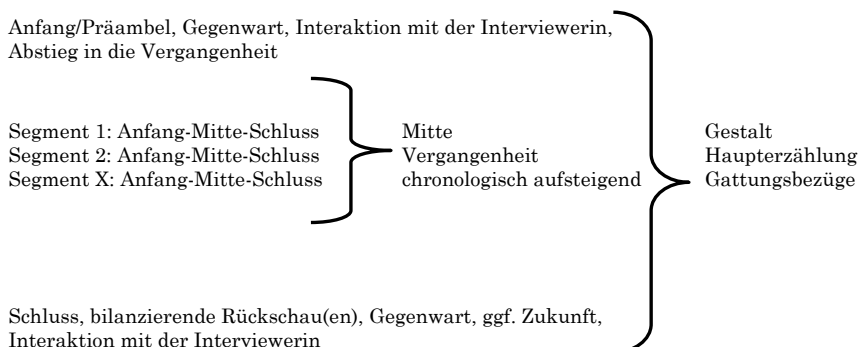 Anfang/Präambel, Gegenwart, Interaktion mit der Interviewerin,
Abstieg in die Vergangenheit
Segment 1: Anfang-Mitte-Schluss
Segment 2: Anfang-Mitte-Schluss
Segment X: Anfang-Mitte-Schluss
Mitte
Vergangenheit
chronologisch aufsteigend
Gestalt
Haupterzählung
Gattungsbezüge
Schluss, bilanzierende Rückschau(en), Gegenwart, ggf. Zukunft,
Interaktion mit der Interviewerin